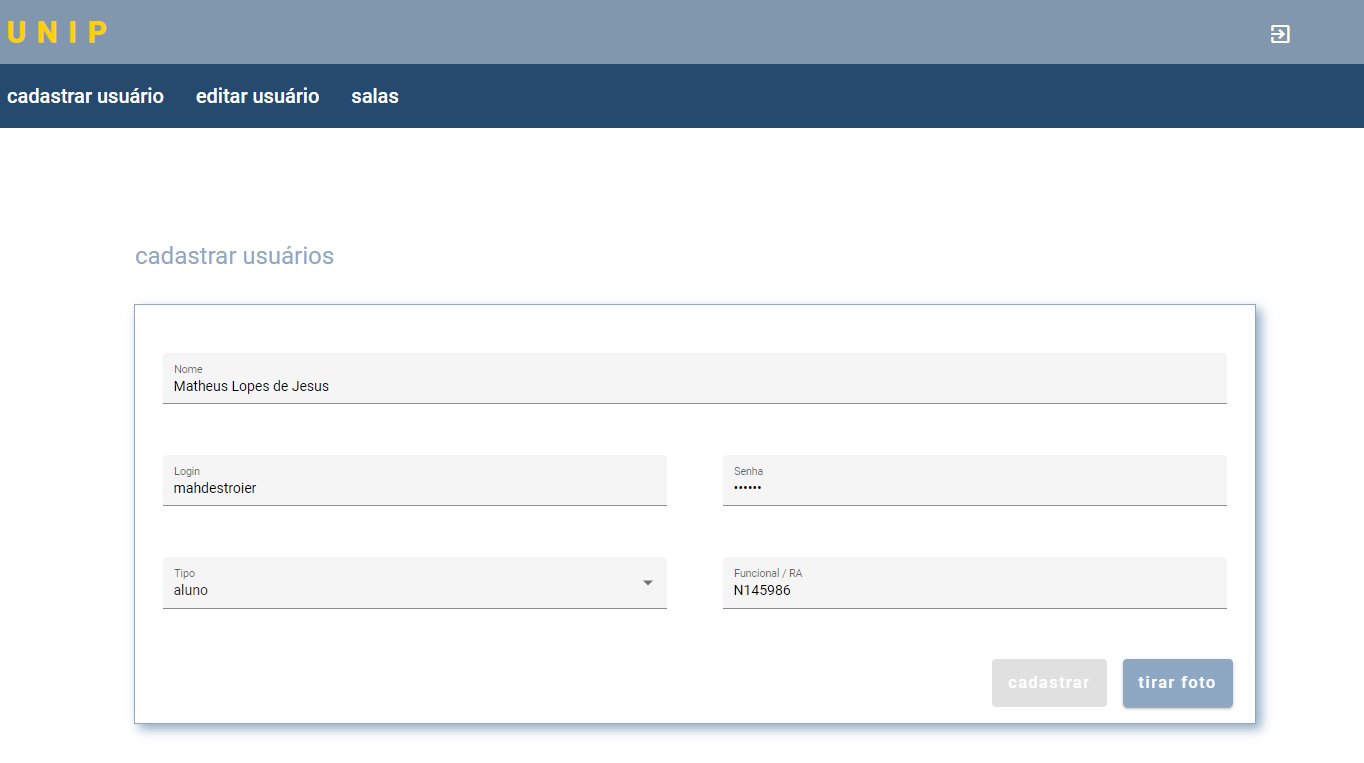 UNIP
cadastrar usuário editar usuário salas
cadastrar usuários
Nome
Matheus Lopes de Jesus
Login Senha
mahdestroier ••••••
Tipo Funcional / RA
aluno N145986
cadastrar tirar foto